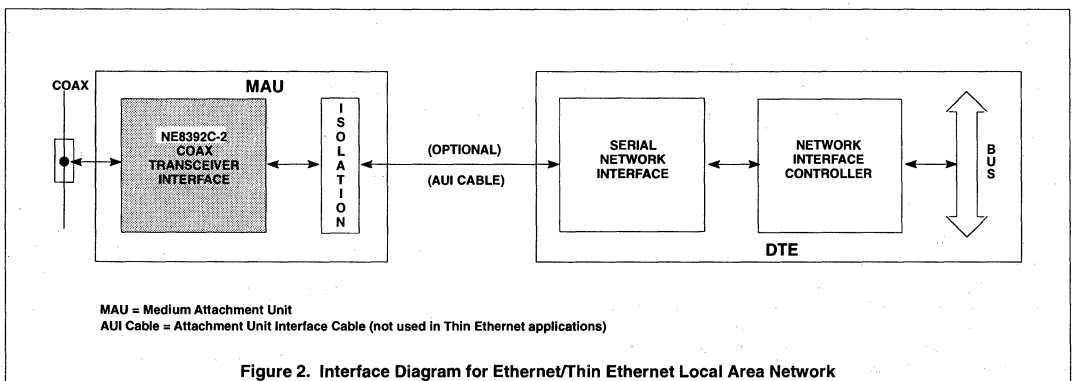 COAX
MAU
NE8392C-2
COAX
TRANSCEIVER
INTERFACE
ISOLATION
(OPTIONAL)
(AUI CABLE)
SERIAL
NETWORK
INTERFACE
NETWORK
INTERFACE
CONTROLLER
BUS
DTE
MAU = Medium Attachment Unit
AUI Cable = Attachment Unit Interface Cable (not used in Thin Ethernet applications)
Figure 2. Interface Diagram for Ethernet/Thin Ethernet Local Area Network